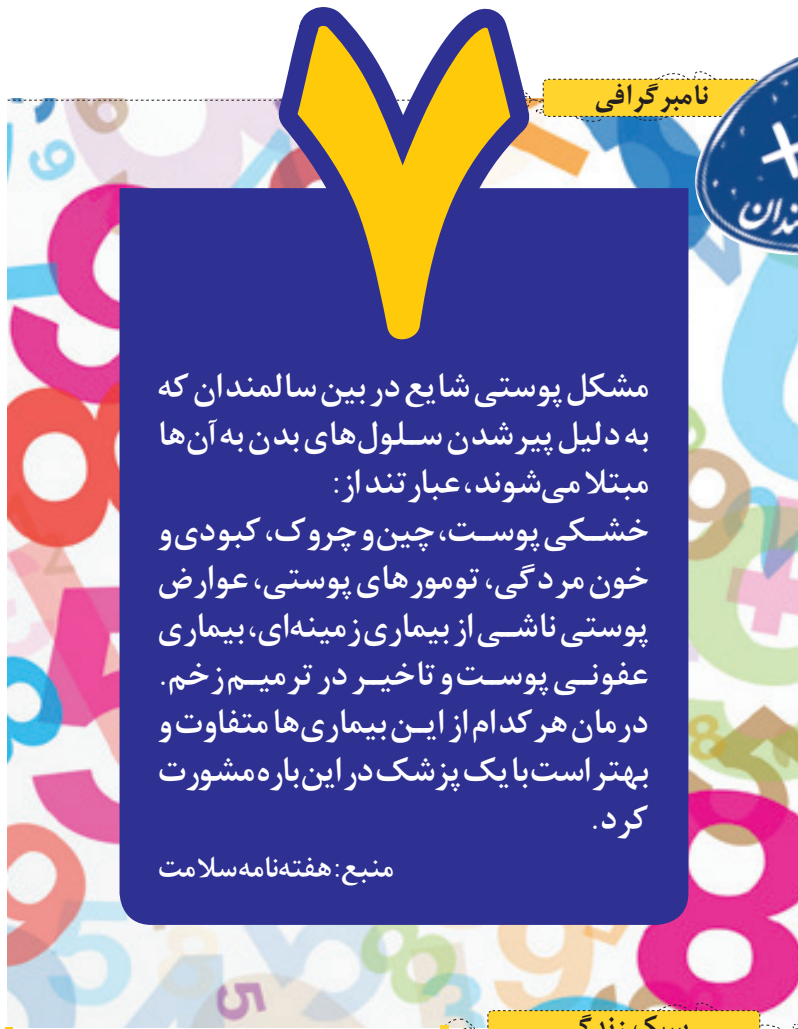 نامبرگرافی
+
۷
مشکل پوستی شایع در بین سالمندان که
به دلیل پیر شدن سلول‌های بدن به آن‌ها
مبتلا می‌شوند، عبارتند از:
خشکی پوست، چین‌و چروک، کبودی‌و
خون مردگی، تومورهای پوستی، عوارض
پوستی ناشی از بیماری زمینه‌ای، بیماری
عفونی پوست و تاخیر در ترمیم زخم.
درمان هر کدام از این بیماری‌ها متفاوت و
بهتر است با یک پزشک در این‌باره مشورت
کرد.
منبع: هفته‌نامه سلامت